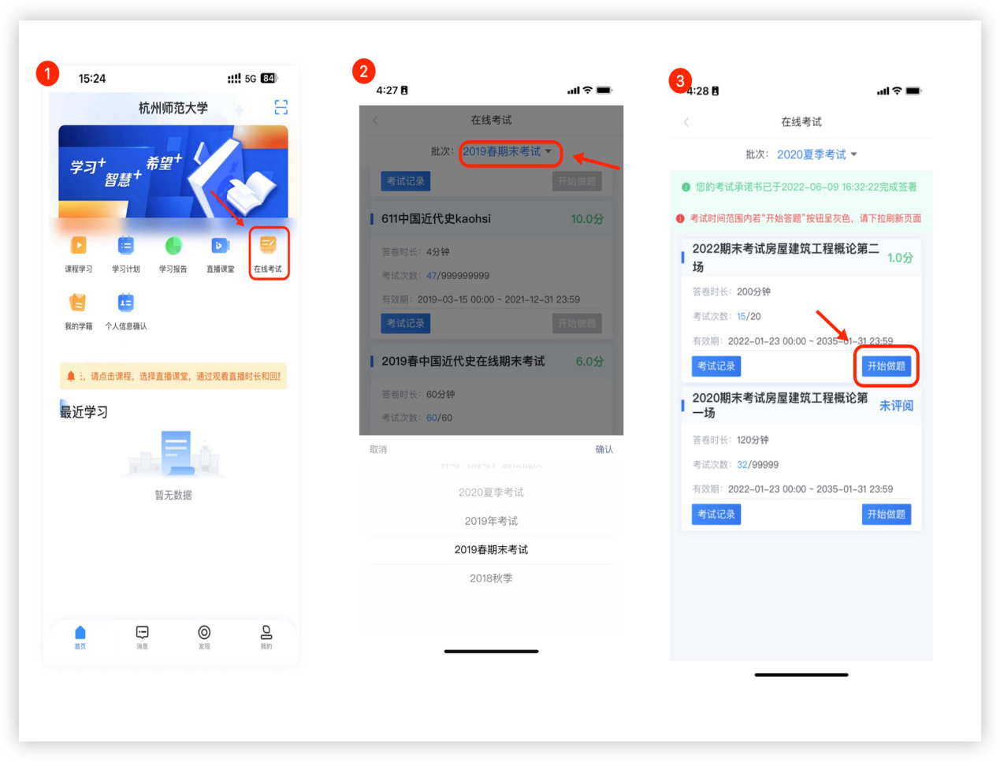 1
15:24
5G 84
杭州师范大学
学习+
智慧+
希望+
课程学习
学习计划
学习报告
直播课堂
在线考试
我的学籍
个人信息确认
请点击课程，选择直播课堂，通过观看直播时长和回
最近学习
暂无数据
首页
消息
发现
我的
2
4:27
在线考试
批次：2019春期末考试
考试记录
开始做题
611中国近代史kaohsi
10.0分
答卷时长：4分钟
考试次数：47/999999999
有效期：2019-03-15 00:00 ~ 2021-12-31 23:59
考试记录
开始做题
2019春中国近代史在线期末考试
6.0分
答卷时长：60分钟
考试次数：60/60
取消
确认
2020夏季考试
2019年考试
2019春期末考试
2018秋季
3
4:28
在线考试
批次：2020夏季考试
您的考试承诺书已于2022-06-09 16:32:22完成签署
考试时间范围内若“开始答题”按钮呈灰色，请下拉刷新页面
2022期末考试房屋建筑工程概论第二
场
1.0分
答卷时长：200分钟
考试次数：15/20
有效期：2022-01-23 00:00 ~ 2035-01-31 23:59
考试记录
开始做题
2020期末考试房屋建筑工程概论第
一场
未评阅
答卷时长：120分钟
考试次数：32/99999
有效期：2022-01-23 00:00 ~ 2035-01-31 23:59
考试记录
开始做题